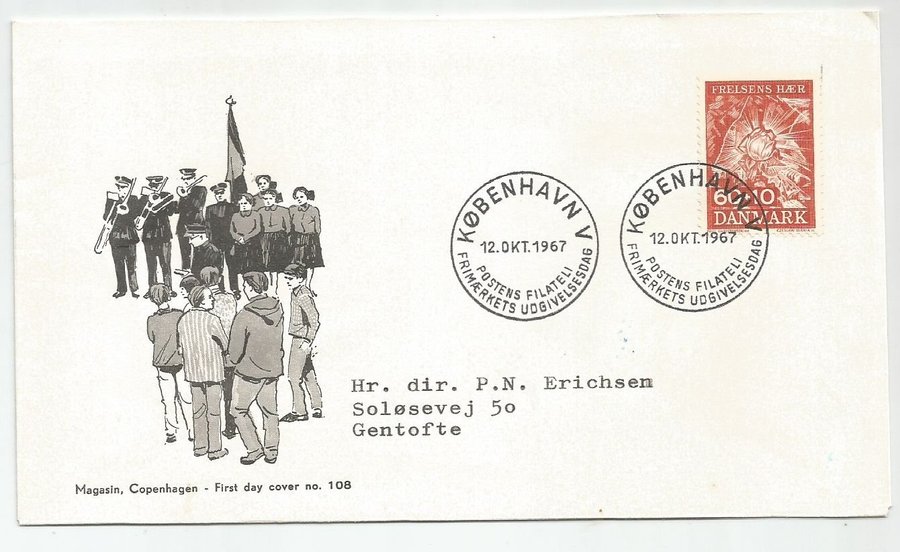 FRELSENS HÆR
60+10
DANMARK
KØBENHAVN V
12.OKT.1967
POSTENS FILATELI
FRIMÆRKETS UDGIVELSESDAG
KØBENHAVN V
12.OKT.1967
POSTENS FILATELI
FRIMÆRKETS UDGIVELSESDAG
Hr. dir. P.N. Erichsen
Soløsevej 50
Gentofte
Magasin, Copenhagen - First day cover no. 108